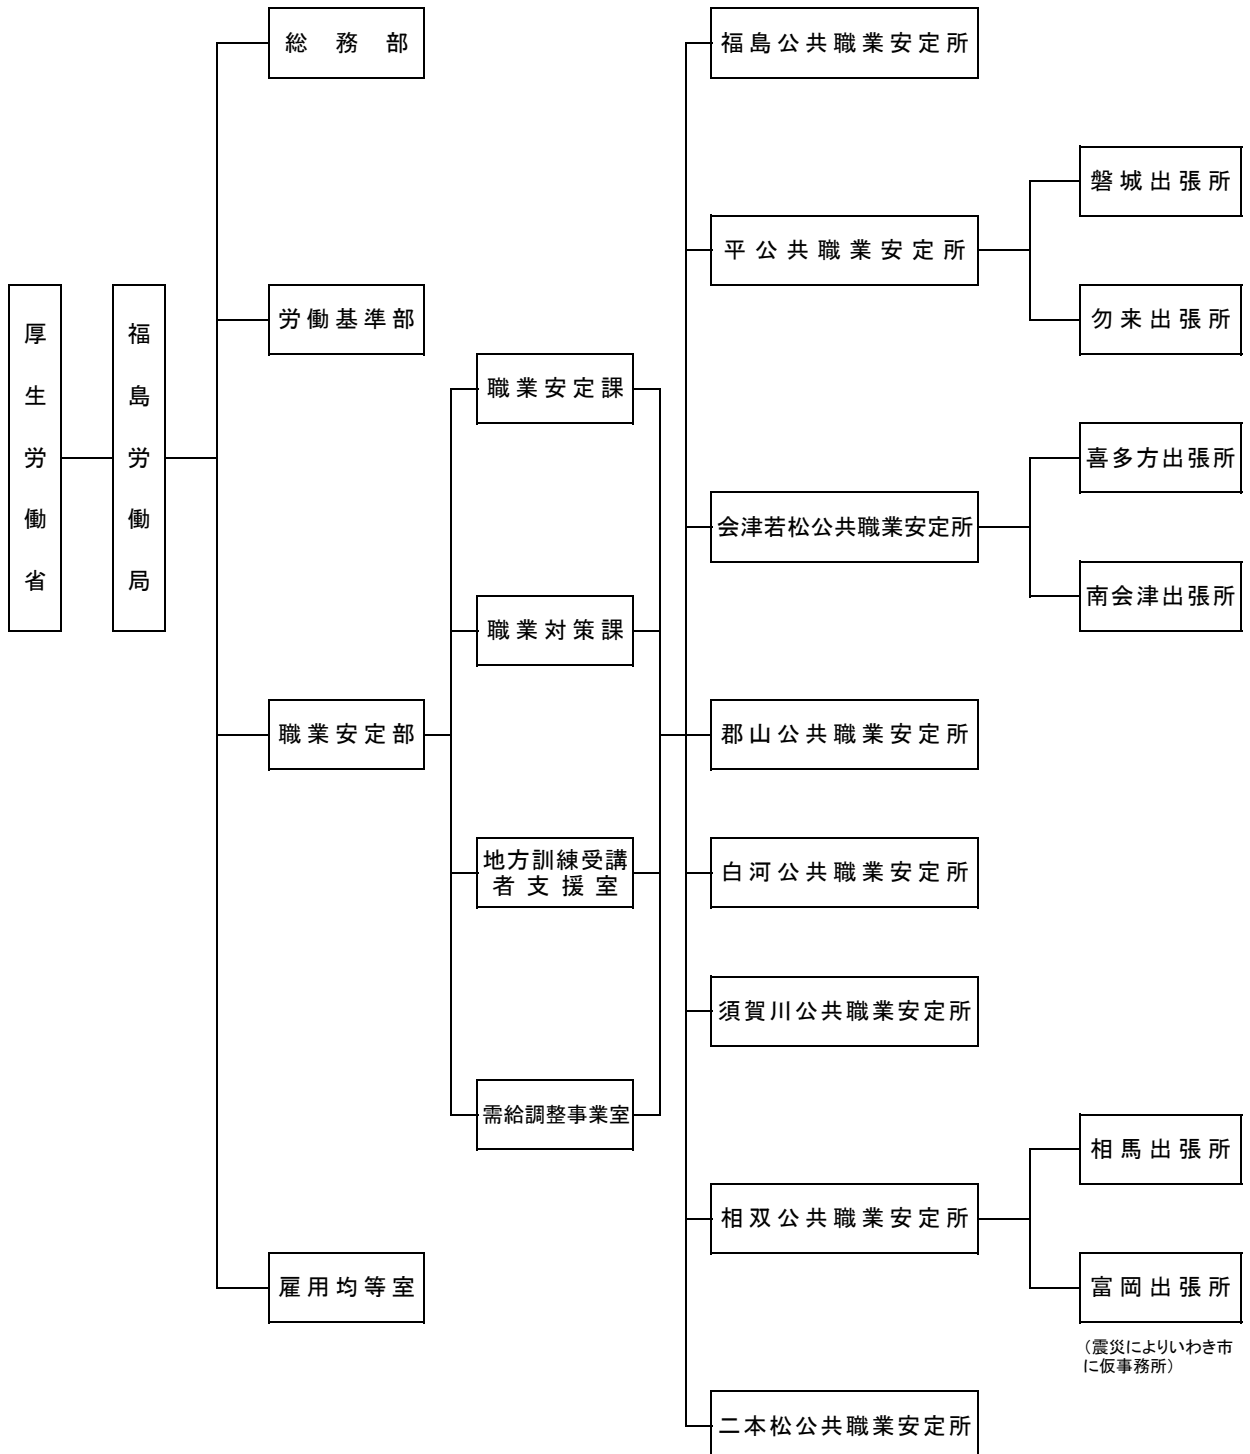 厚生労働省
福島労働局
総務部
労働基準部
職業安定部
雇用均等室
職業安定課
職業対策課
地方訓練受講
者支援室
需給調整事業室
福島公共職業安定所
平公共職業安定所
会津若松公共職業安定所
郡山公共職業安定所
白河公共職業安定所
須賀川公共職業安定所
相双公共職業安定所
二本松公共職業安定所
磐城出張所
勿来出張所
喜多方出張所
南会津出張所
相馬出張所
富岡出張所
(震災によりいわき市
に仮事務所)